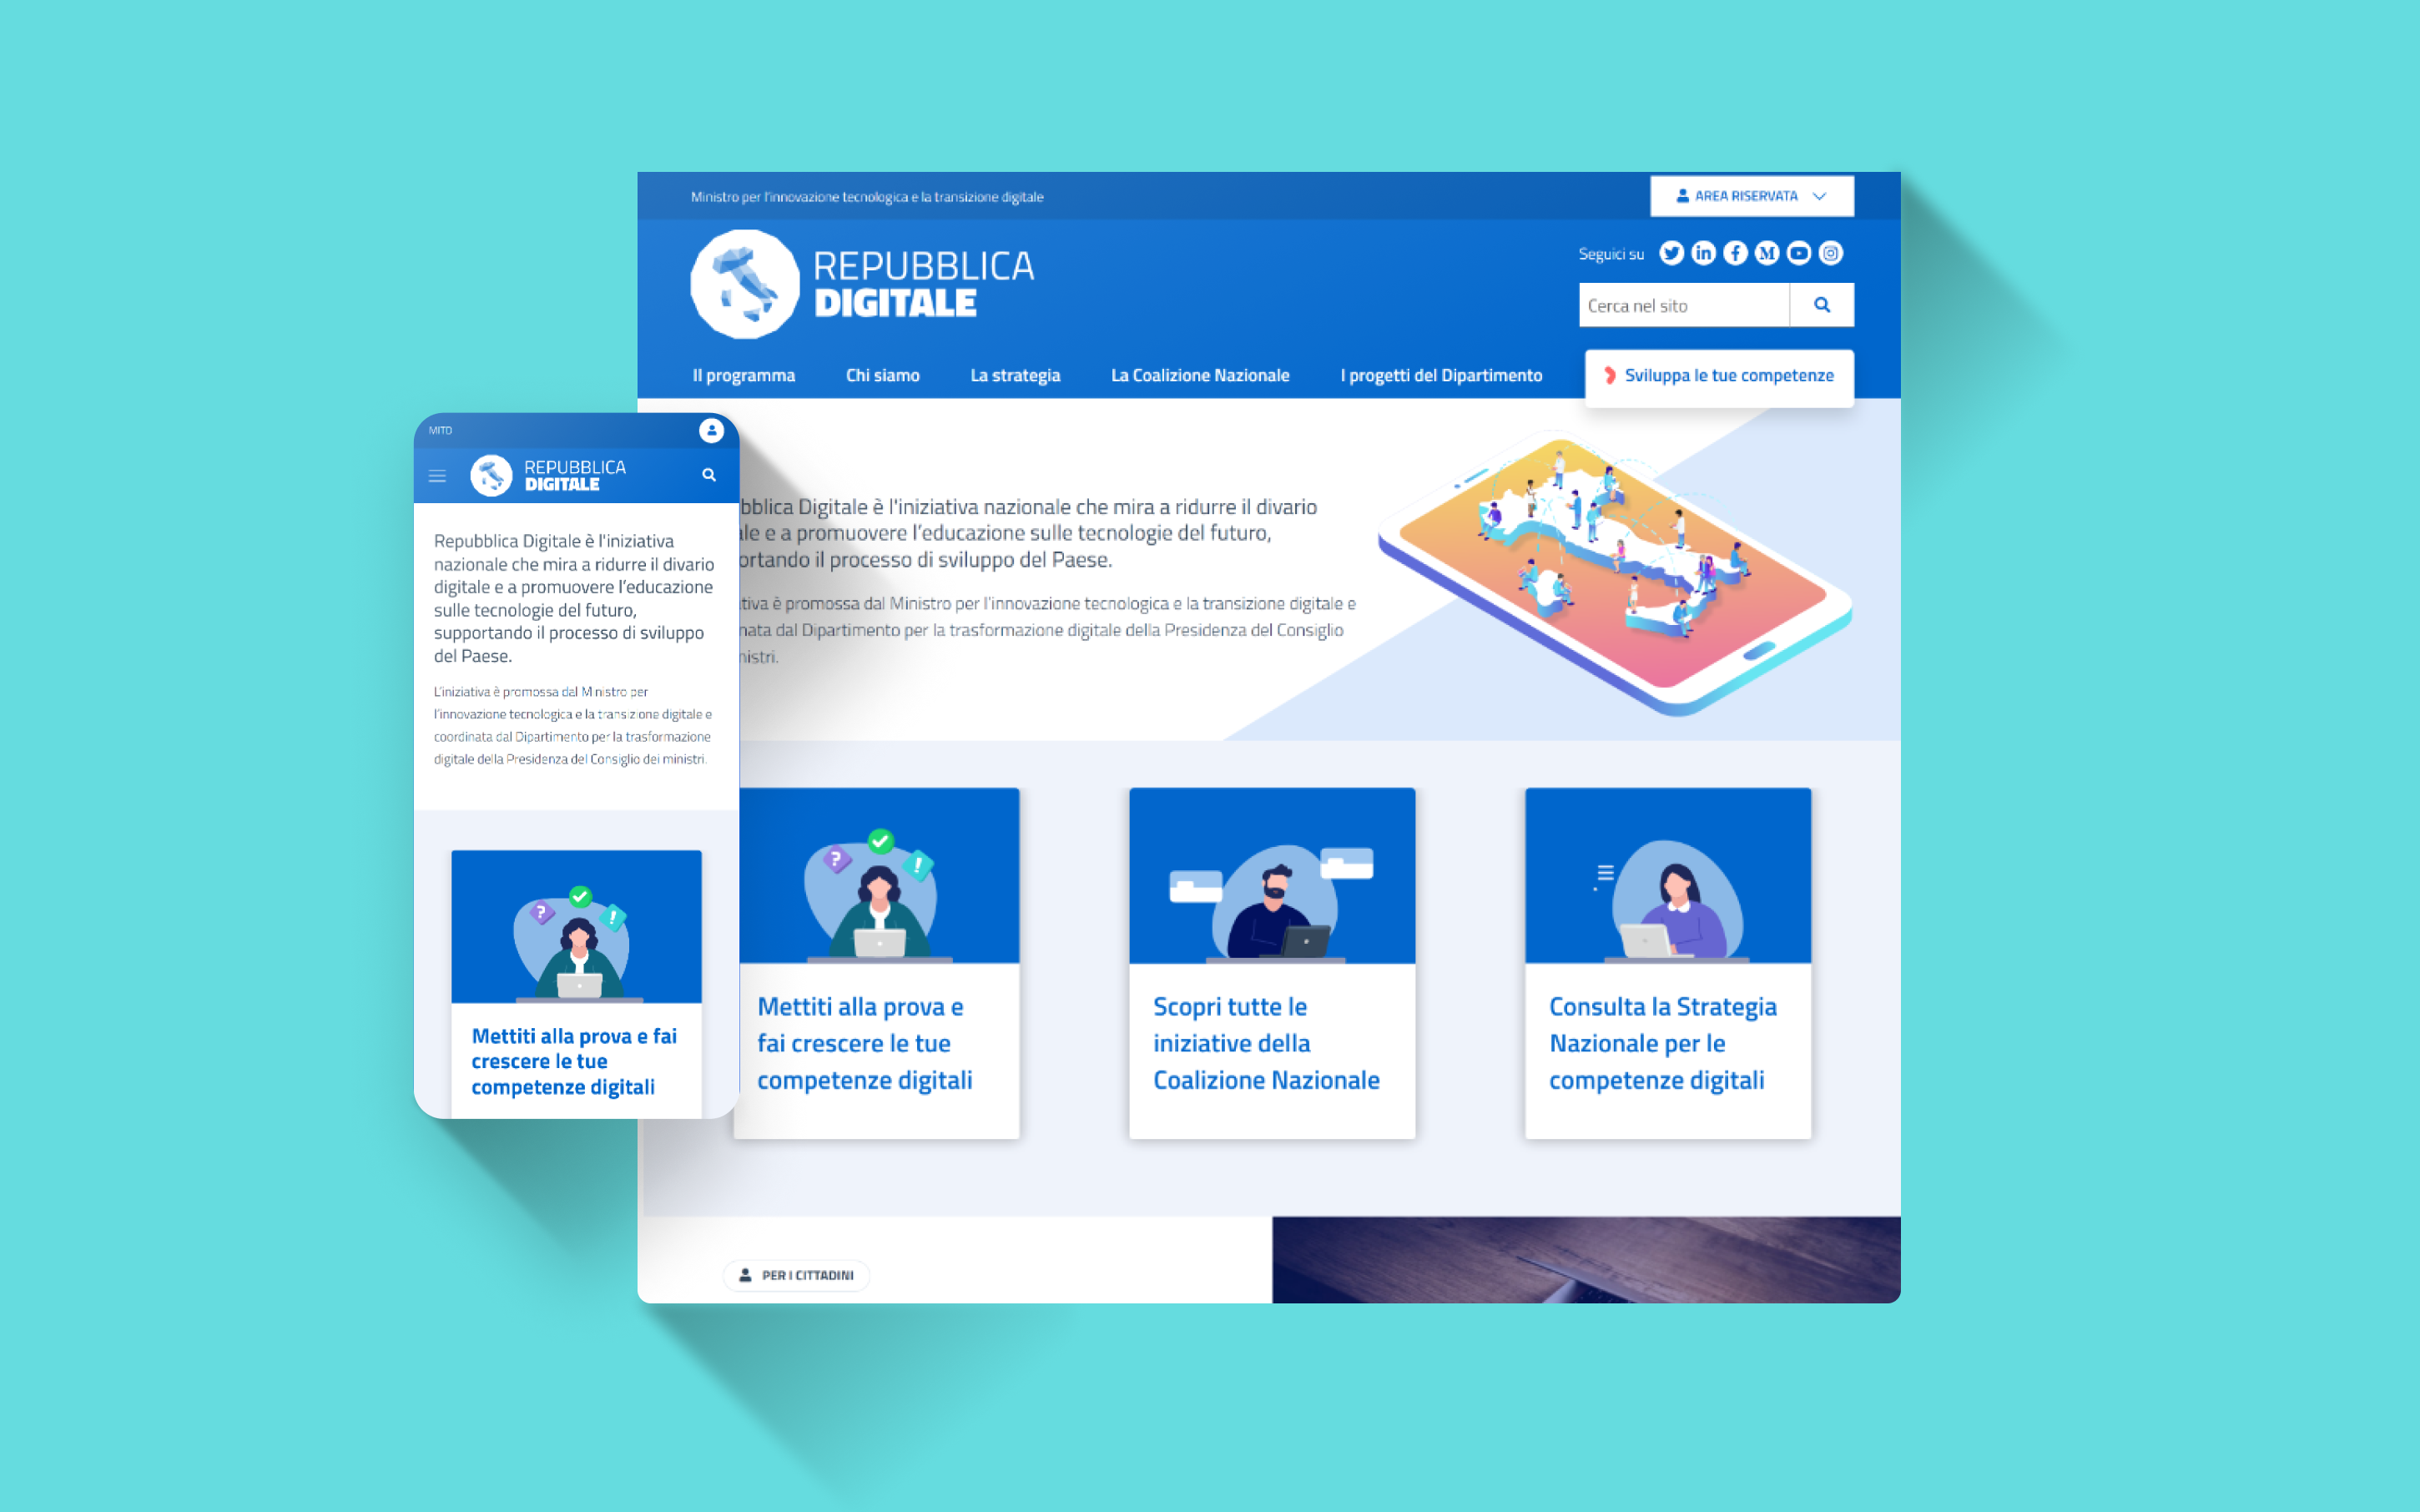 Ministro per l'innovazione tecnologica e la transizione digitale
AREA RISERVATA
REPUBBLICA
DIGITALE
Seguici su
Cerca nel sito
Il programma
Chi siamo
La strategia
La Coalizione Nazionale
I progetti del Dipartimento
Sviluppa le tue competenze
bblica Digitale è l'iniziativa nazionale che mira a ridurre il divario
le e a promuovere l'educazione sulle tecnologie del futuro,
ortando il processo di sviluppo del Paese.
tiva è promossa dal Ministro per l'innovazione tecnologica e la transizione digitale e
nata dal Dipartimento per la trasformazione digitale della Presidenza del Consiglio
nistri.
Mettiti alla prova e
fai crescere le tue
competenze digitali
Scopri tutte le
iniziative della
Coalizione Nazionale
Consulta la Strategia
Nazionale per le
competenze digitali
PER I CITTADINI
MITD
REPUBBLICA
DIGITALE
Repubblica Digitale è l'iniziativa
nazionale che mira a ridurre il divario
digitale e a promuovere l'educazione
sulle tecnologie del futuro,
supportando il processo di sviluppo
del Paese.
L'iniziativa è promossa dal Ministro per
l'innovazione tecnologica e la transizione digitale e
coordinata dal Dipartimento per la trasformazione
digitale della Presidenza del Consiglio dei ministri.
Mettiti alla prova e fai
crescere le tue
competenze digitali